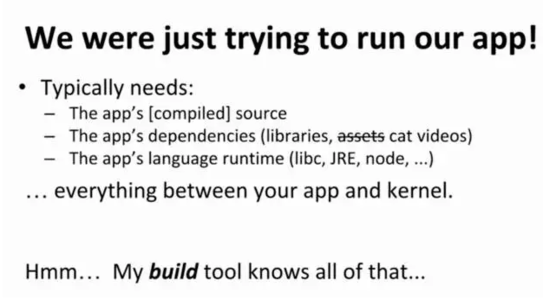 We were just trying to run our app!
• Typically needs:
– The app's [compiled] source
– The app's dependencies (libraries, assets cat videos)
– The app's language runtime (libc, JRE, node, ...)
... everything between your app and kernel.
Hmm... My build tool knows all of that...